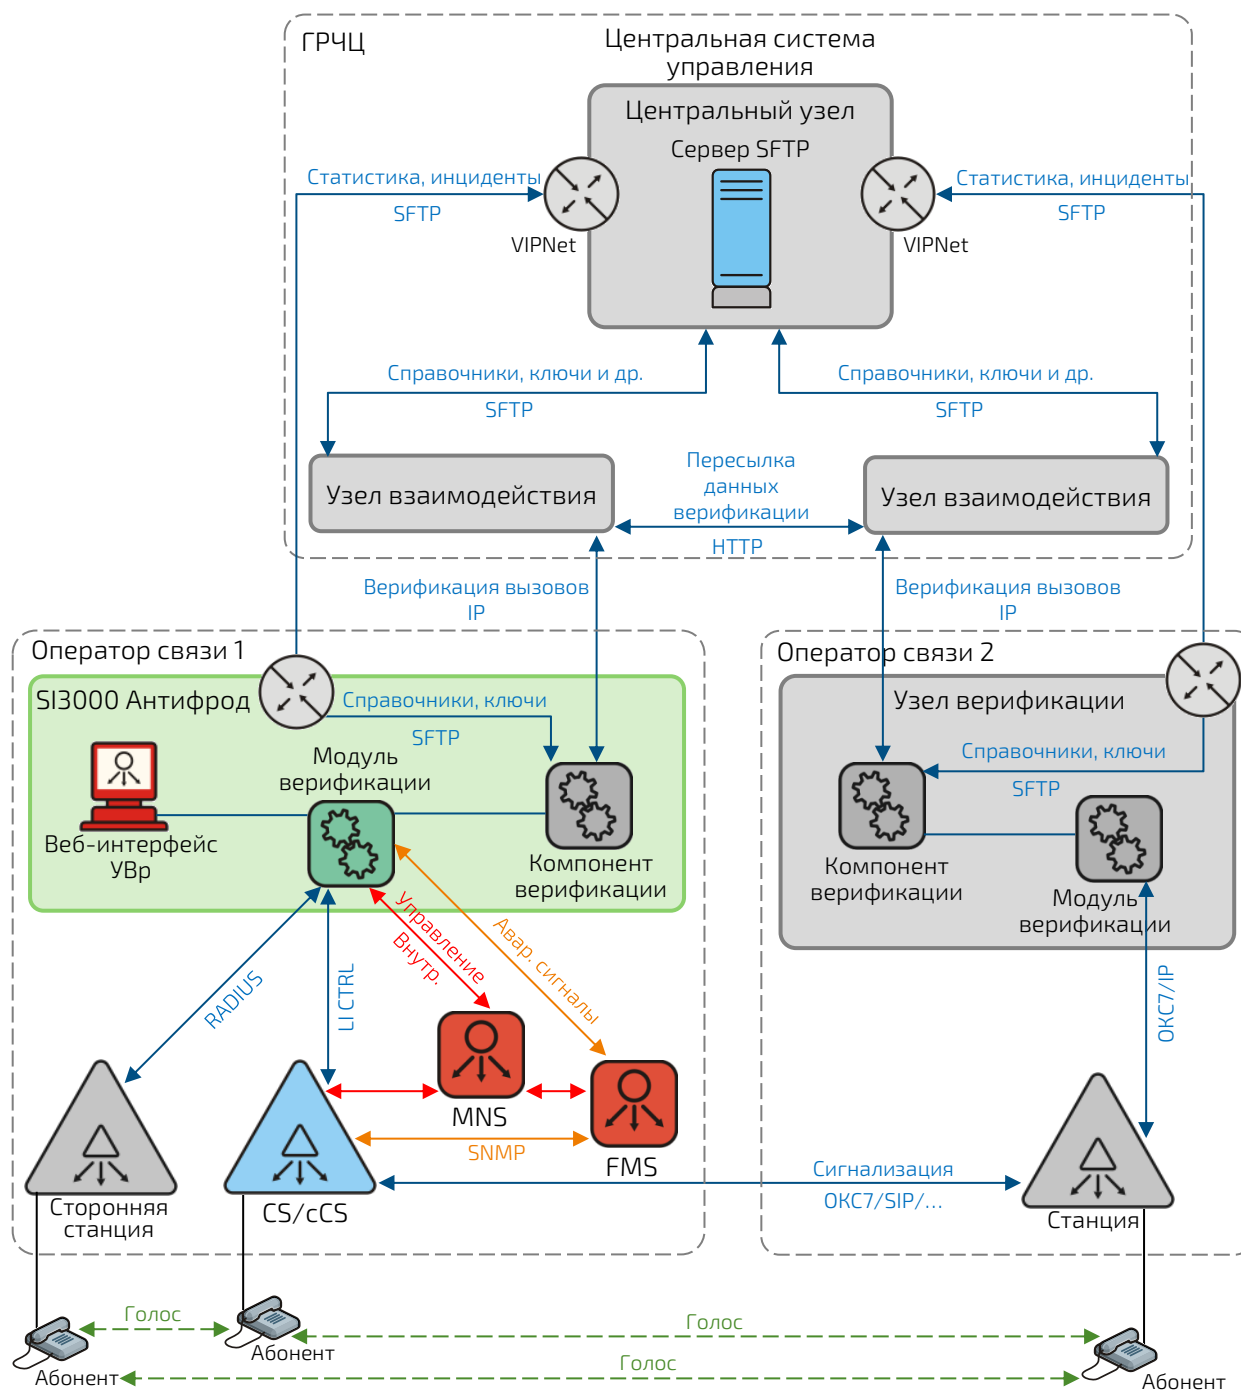 ГРЧЦ
Центральная система
управления
Центральный узел
Сервер SFTP
Статистика, инциденты
SFTP
VIPNet
Статистика, инциденты
SFTP
VIPNet
Справочники, ключи и др.
SFTP
Справочники, ключи и др.
SFTP
Узел взаимодействия
Пересылка
данных
верификации
HTTP
Узел взаимодействия
Верификация вызовов
IP
Верификация вызовов
IP
Оператор связи 1
SI3000 Антифрод
Справочники, ключи
SFTP
Модуль
верификации
Веб-интерфейс
УВр
Компонент
верификации
Оператор связи 2
Узел верификации
Справочники, ключи
SFTP
Компонент
верификации
Модуль
верификации
RADIUS
LI CTRL
Управление
Внутр.
Авар. сигналы
ОКС7/IP
MNS
SNMP
FMS
Сторонняя
станция
CS/cCS
Сигнализация
ОКС7/SIP/...
Станция
Голос
Голос
Голос
Абонент
Абонент
Абонент